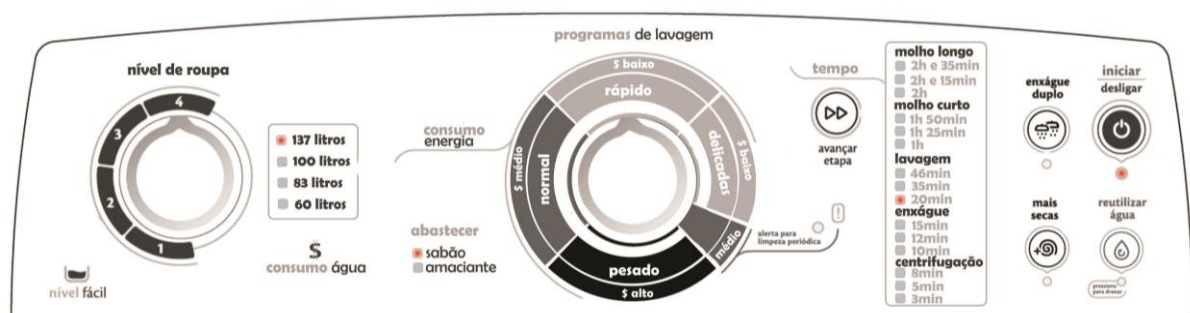 nível de roupa
4
3
2
1
nível fácil
137 litros
100 litros
83 litros
60 litros
$
consumo água
programas de lavagem
$ baixo
rápido
$ baixo
delicadas
$ médio
normal
médio
pesado
$ alto
consumo
energia
abastecer
sabão
amaciante
!
alerta para
limpeza periódica
tempo
avançar
etapa
molho longo
2h e 35min
2h e 15min
2h
molho curto
1h 50min
1h 25min
1h
lavagem
46min
35min
20min
enxágue
15min
12min
10min
centrifugação
8min
5min
3min
enxágue
duplo
iniciar
desligar
mais
secas
reutilizar
água
pressione
para drenar